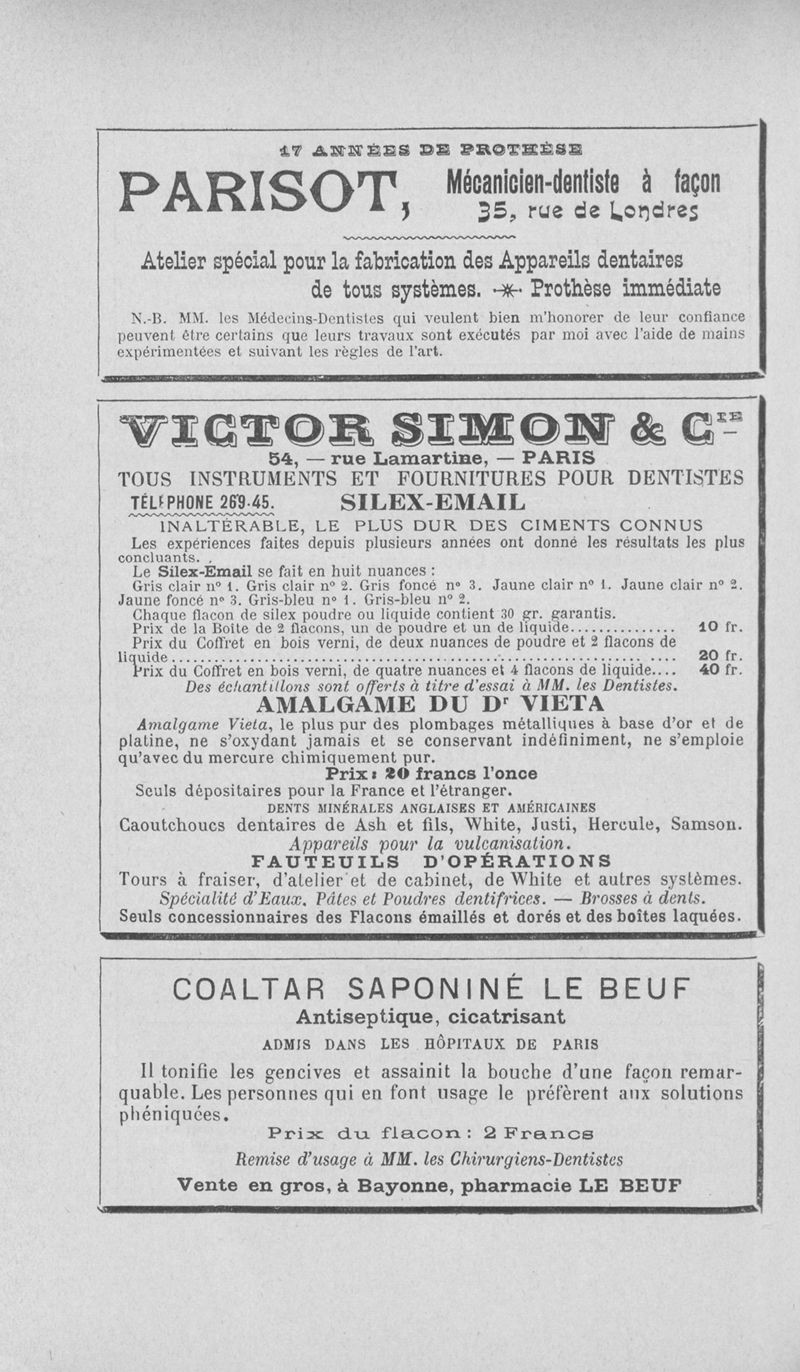 17 ANNÉES DE PROTHÈSE
PARISOT, Mécanicien-dentiste à façon
35, rue de Londres
Atelier spécial pour la fabrication des Appareils dentaires
de tous systèmes. Prothèse immédiate
N.-B. MM. les Médecins-Dentistes qui veulent bien m'honorer de leur confiance
peuvent être certains que leurs travaux sont exécutés par moi avec l'aide de mains
expérimentées et suivant les règles de l'art.
VICTOR SIMON & CIE
54, — rue Lamartine, — PARIS
TOUS INSTRUMENTS ET FOURNITURES POUR DENTISTES
TÉLÉPHONE 269-45. SILEX-EMAIL
INALTÉRABLE, LE PLUS DUR DES CIMENTS CONNUS
Les expériences faites depuis plusieurs années ont donné les résultats les plus
concluants.
Le Silex-Émail se fait en huit nuances :
Gris clair n° 1. Gris clair n° 2. Gris foncé n° 3. Jaune clair n° 1. Jaune clair n° 2.
Jaune foncé n° 3. Gris-bleu n° 1. Gris-bleu n° 2.
Chaque flacon de silex poudre ou liquide contient 30 gr. garantis.
Prix de la Boîte de 2 flacons, un de poudre et un de liquide............... 10 fr.
Prix du Coffret en bois verni, de deux nuances de poudre et 2 flacons de
liquide........................................................................ 20 fr.
Prix du Coffret en bois verni, de quatre nuances et 4 flacons de liquide.... 40 fr.
Des échantillons sont offerts à titre d'essai à MM. les Dentistes.
AMALGAME DU Dr VIETA
Amalgame Vieta, le plus pur des plombages métalliques à base d'or et de
platine, ne s'oxydant jamais et se conservant indéfiniment, ne s'emploie
qu'avec du mercure chimiquement pur.
Prix : 20 francs l'once
Seuls dépositaires pour la France et l'étranger.
DENTS MINÉRALES ANGLAISES ET AMÉRICAINES
Caoutchoucs dentaires de Ash et fils, White, Justi, Hercule, Samson.
Appareils pour la vulcanisation.
FAUTEUILS D'OPÉRATIONS
Tours à fraiser, d'atelier et de cabinet, de White et autres systèmes.
Spécialité d'Eaux. Pâtes et Poudres dentifrices. — Brosses à dents.
Seuls concessionnaires des Flacons émaillés et dorés et des boîtes laquées.
COALTAR SAPONINÉ LE BEUF
Antiseptique, cicatrisant
ADMIS DANS LES HÔPITAUX DE PARIS
Il tonifie les gencives et assainit la bouche d'une façon remar-
quable. Les personnes qui en font usage le préfèrent aux solutions
phéniquées.
Prix du flacon : 2 Francs
Remise d'usage à MM. les Chirurgiens-Dentistes
Vente en gros, à Bayonne, pharmacie LE BEUF